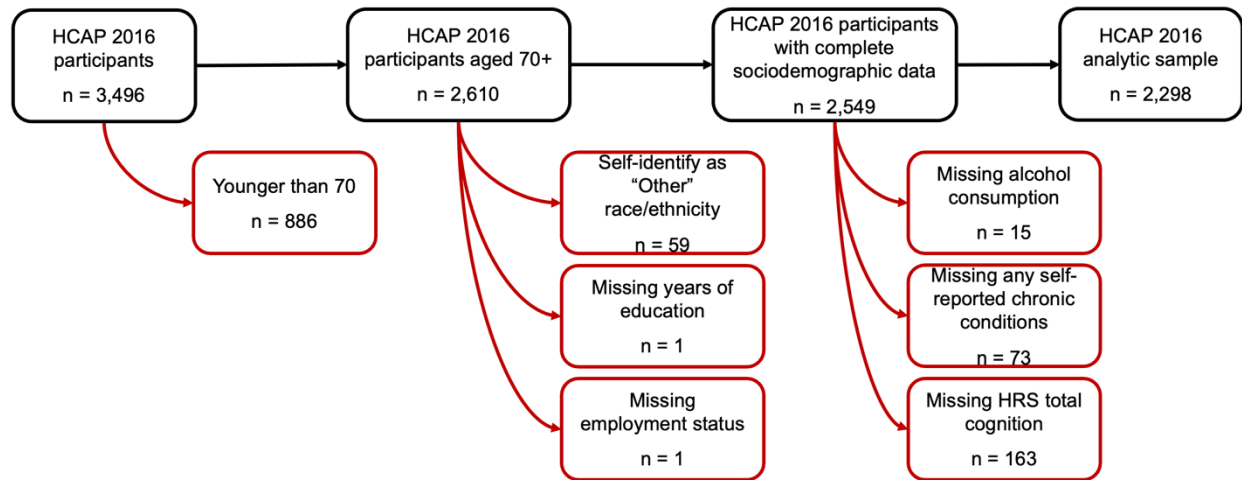 HCAP 2016
participants
n = 3,496
HCAP 2016
participants aged 70+
n = 2,610
HCAP 2016 participants
with complete
sociodemographic data
n = 2,549
HCAP 2016
analytic sample
n = 2,298
Younger than 70
n = 886
Self-identify as
“Other”
race/ethnicity
n = 59
Missing years of
education
n = 1
Missing
employment status
n = 1
Missing alcohol
consumption
n = 15
Missing any self-
reported chronic
conditions
n = 73
Missing HRS total
cognition
n = 163